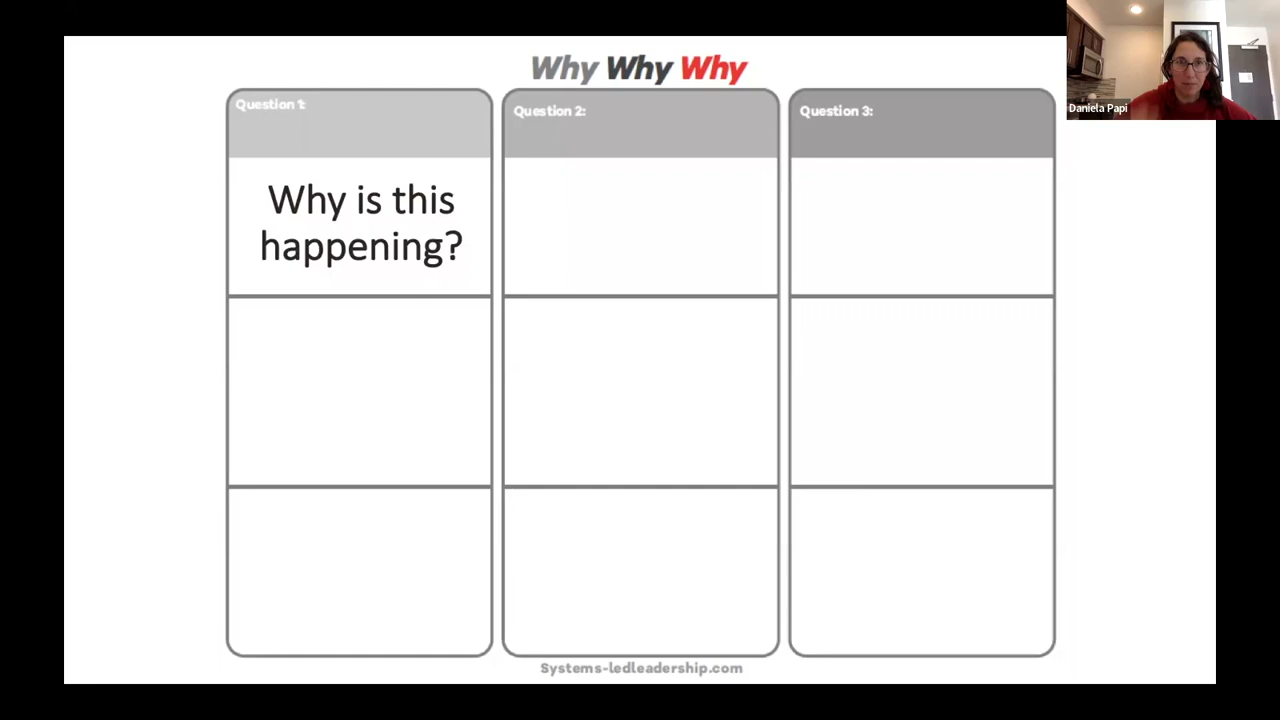 Why Why Why
Question 1:
Question 2:
Question 3:
Why is this
happening?
Systems-ledleadership.com
Daniela Papi